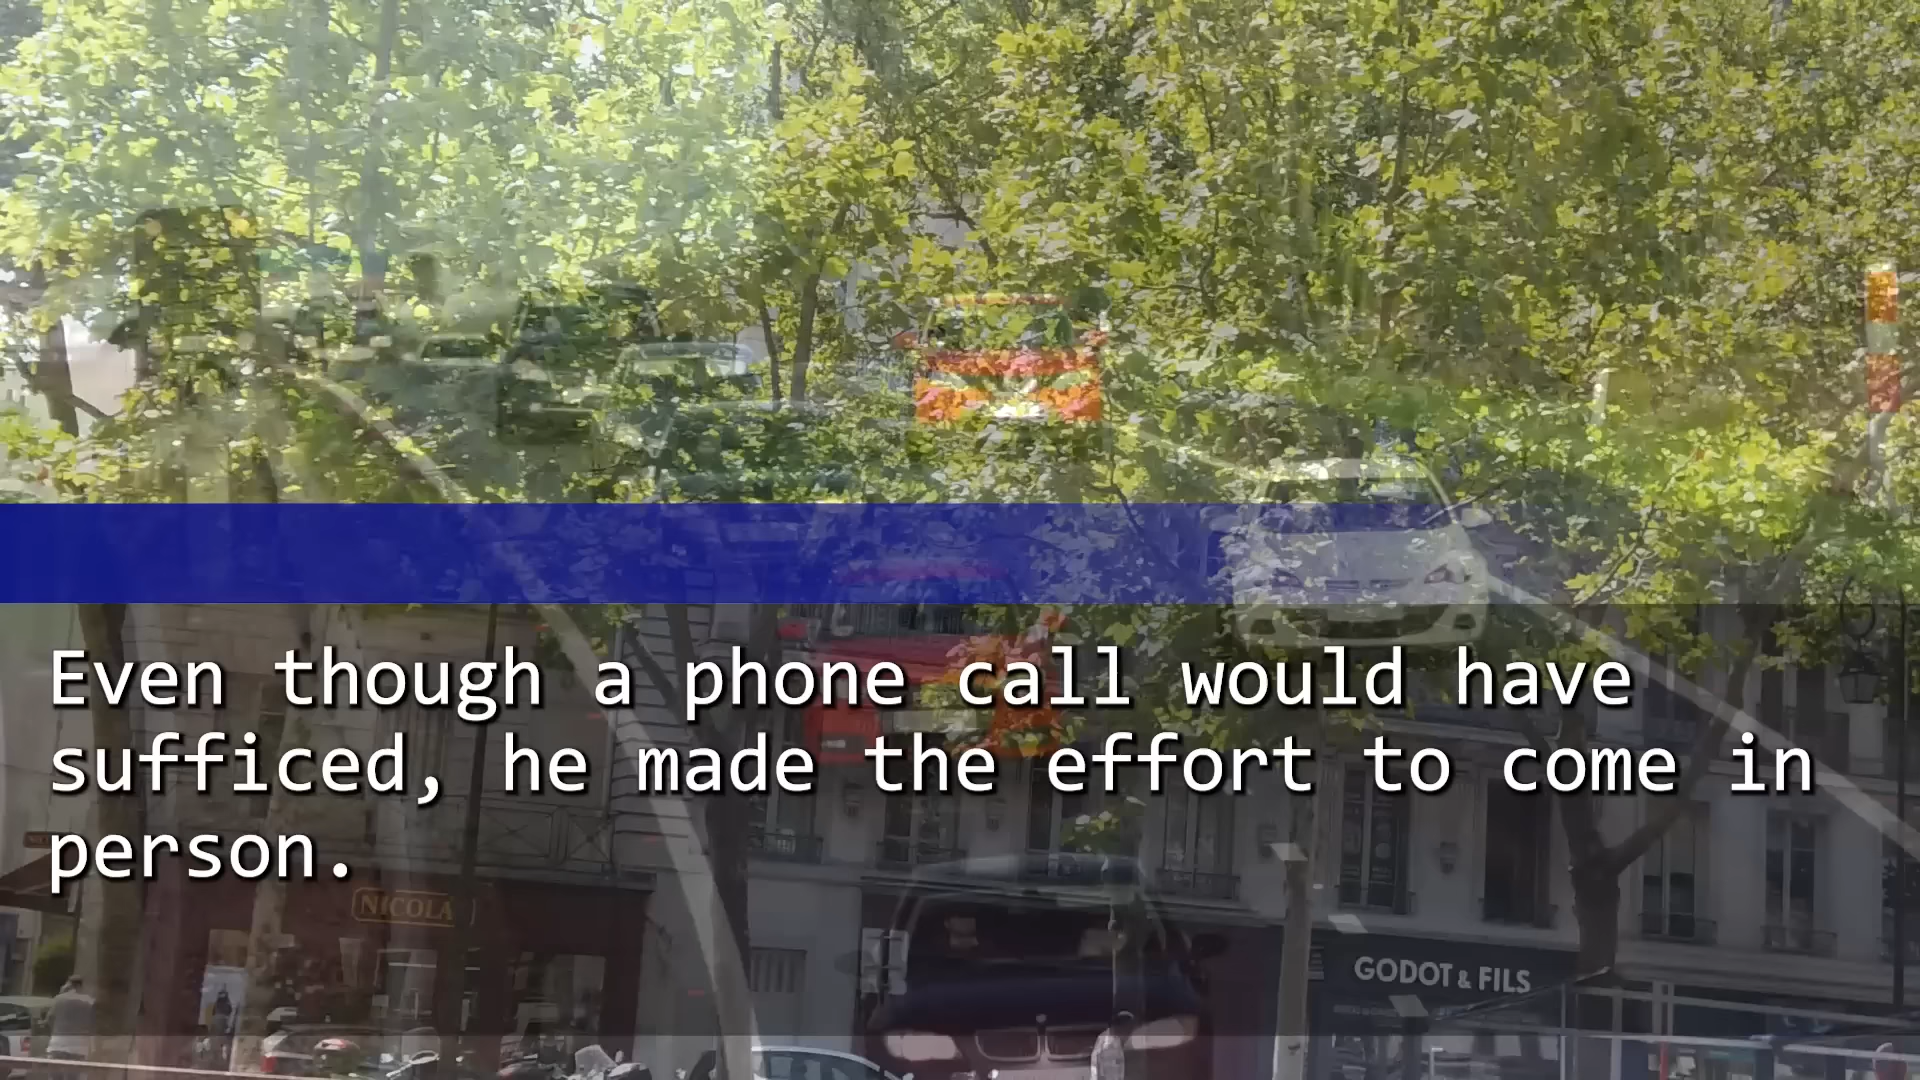 Even though a phone call would have
sufficed, he made the effort to come in
person.
NICOLA
GODOT & FILS